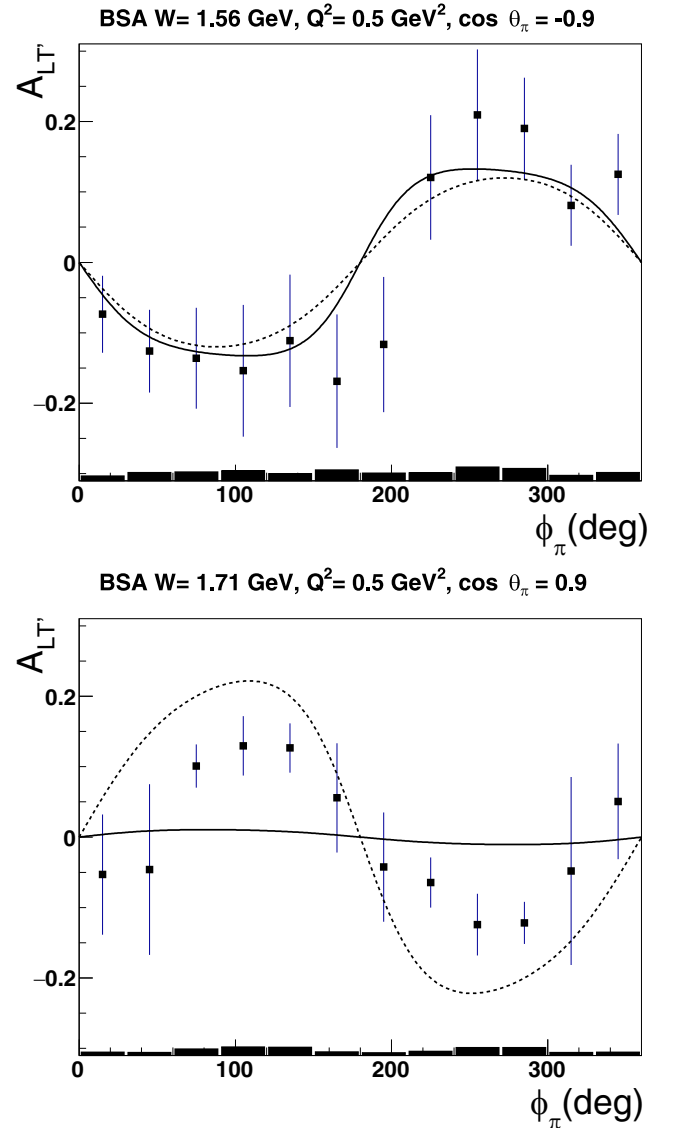 BSA W= 1.56 GeV, Q²= 0.5 GeV², cos θπ = -0.9
A_LT'
0.2
0
−0.2
0 100 200 300
ϕπ(deg)
BSA W= 1.71 GeV, Q²= 0.5 GeV², cos θπ = 0.9
A_LT'
0.2
0
−0.2
0 100 200 300
ϕπ(deg)